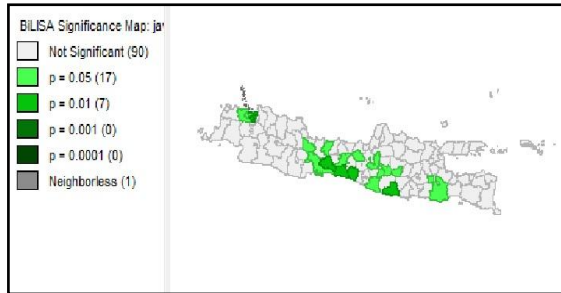 BiLISA Significance Map: jav
Not Significant (90)
p = 0.05 (17)
p = 0.01 (7)
p = 0.001 (0)
p = 0.0001 (0)
Neighborless (1)